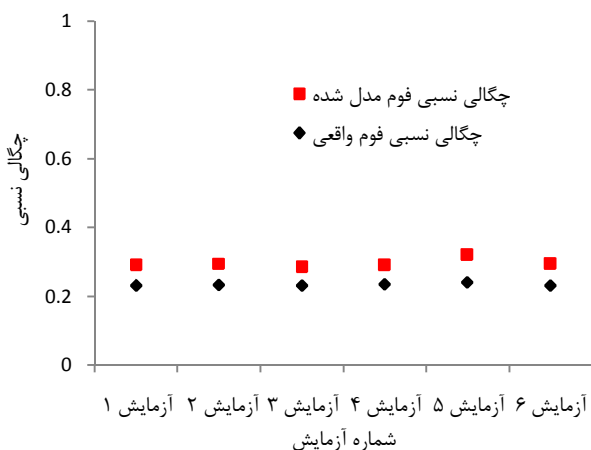 1
0.8
0.6
0.4
0.2
0
چگالی نسبی
چگالی نسبی فوم مدل شده
چگالی نسبی فوم واقعی
آزمایش ۱
آزمایش ۲
آزمایش ۳
آزمایش ۴
آزمایش ۵
آزمایش ۶
شماره آزمایش